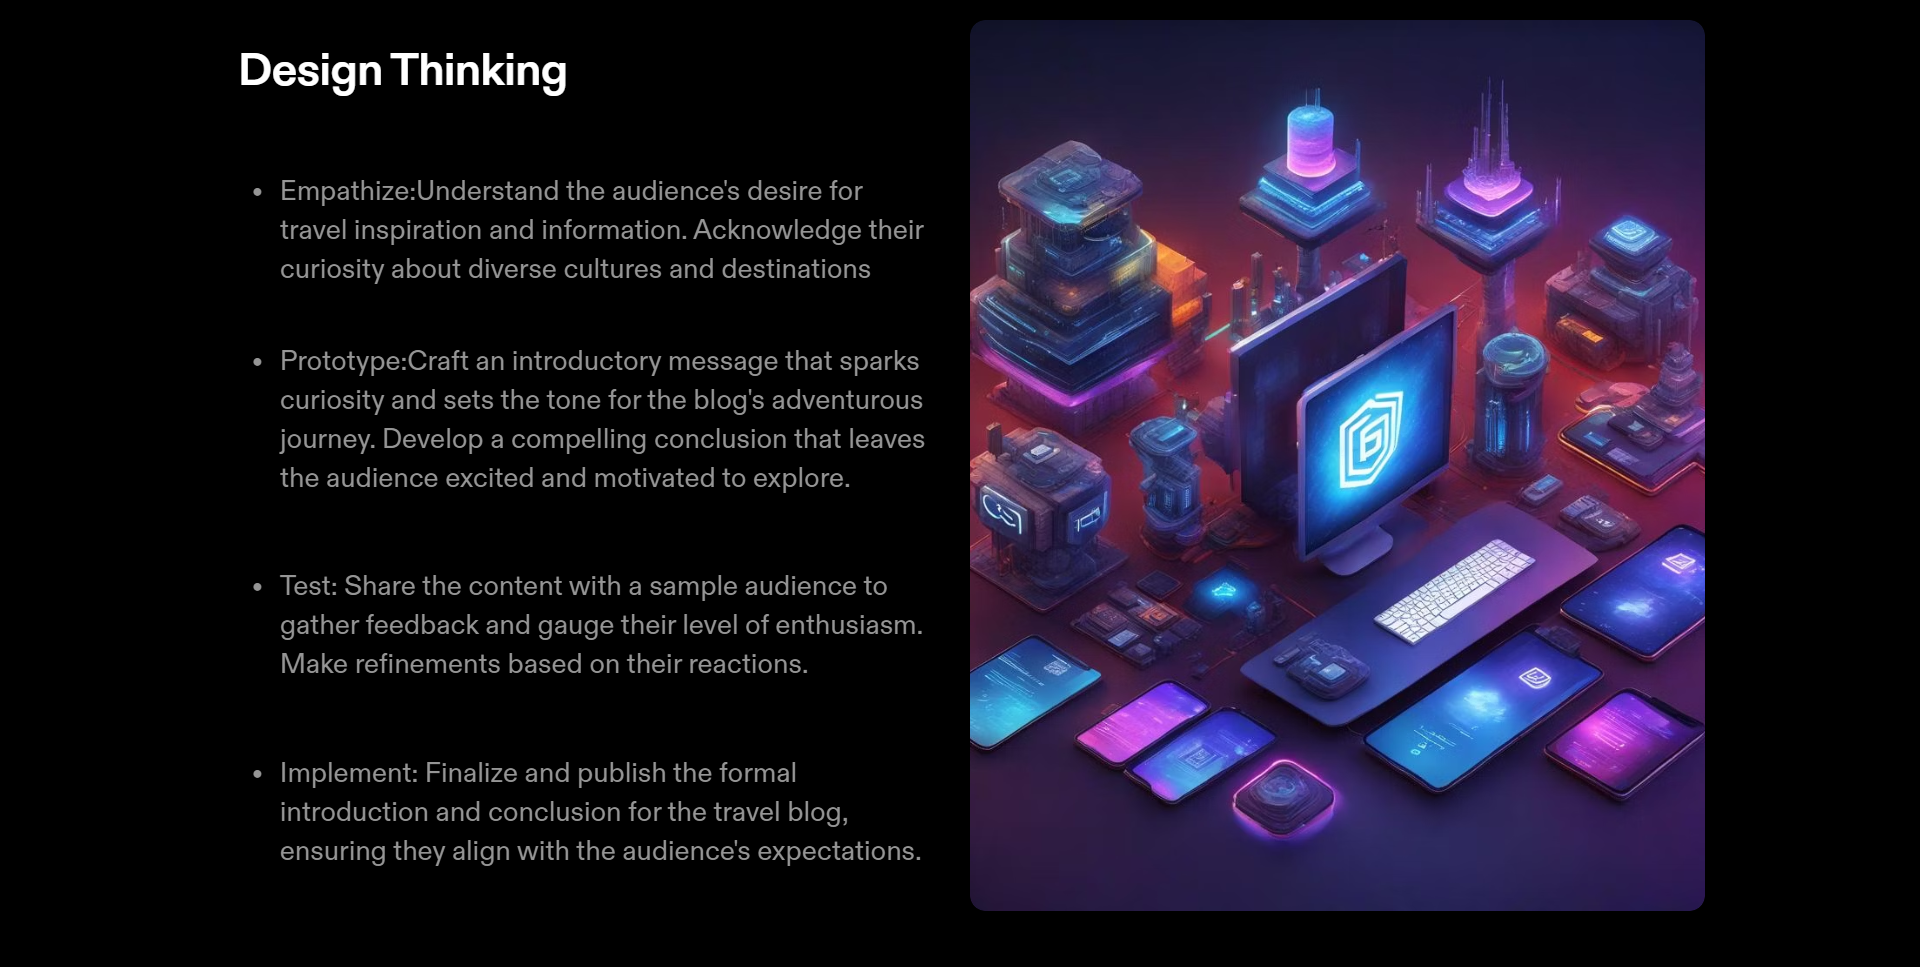 Design Thinking
• Empathize:Understand the audience's desire for
travel inspiration and information. Acknowledge their
curiosity about diverse cultures and destinations
• Prototype:Craft an introductory message that sparks
curiosity and sets the tone for the blog's adventurous
journey. Develop a compelling conclusion that leaves
the audience excited and motivated to explore.
• Test: Share the content with a sample audience to
gather feedback and gauge their level of enthusiasm.
Make refinements based on their reactions.
• Implement: Finalize and publish the formal
introduction and conclusion for the travel blog,
ensuring they align with the audience's expectations.